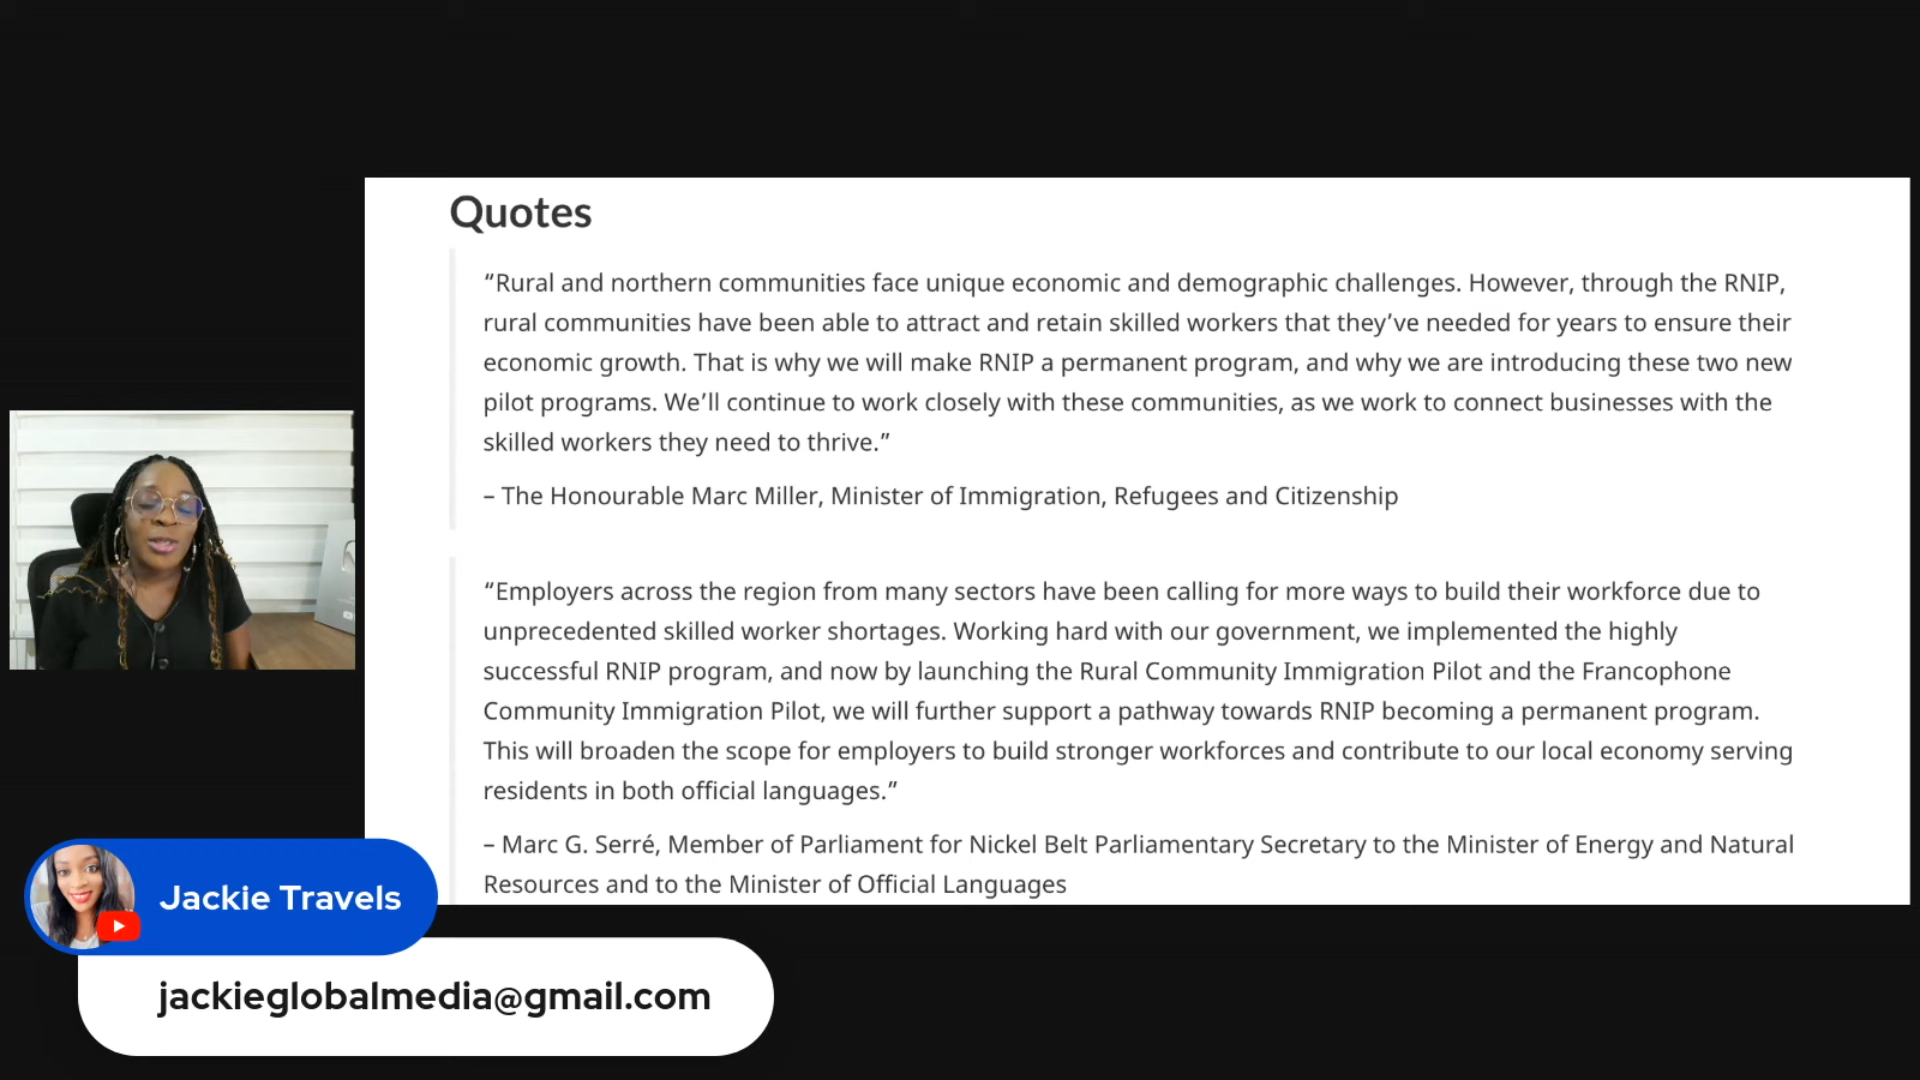 Quotes
“Rural and northern communities face unique economic and demographic challenges. However, through the RNIP,
rural communities have been able to attract and retain skilled workers that they’ve needed for years to ensure their
economic growth. That is why we will make RNIP a permanent program, and why we are introducing these two new
pilot programs. We’ll continue to work closely with these communities, as we work to connect businesses with the
skilled workers they need to thrive.”
– The Honourable Marc Miller, Minister of Immigration, Refugees and Citizenship
“Employers across the region from many sectors have been calling for more ways to build their workforce due to
unprecedented skilled worker shortages. Working hard with our government, we implemented the highly
successful RNIP program, and now by launching the Rural Community Immigration Pilot and the Francophone
Community Immigration Pilot, we will further support a pathway towards RNIP becoming a permanent program.
This will broaden the scope for employers to build stronger workforces and contribute to our local economy serving
residents in both official languages.”
– Marc G. Serré, Member of Parliament for Nickel Belt Parliamentary Secretary to the Minister of Energy and Natural
Resources and to the Minister of Official Languages
Jackie Travels
jackieglobalmedia@gmail.com